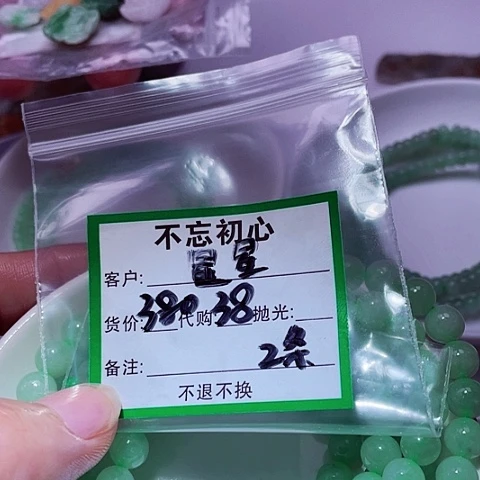 不忘初心
客户: 星
货价: 380 代购 38 抛光:
备注: 2条
不退不换